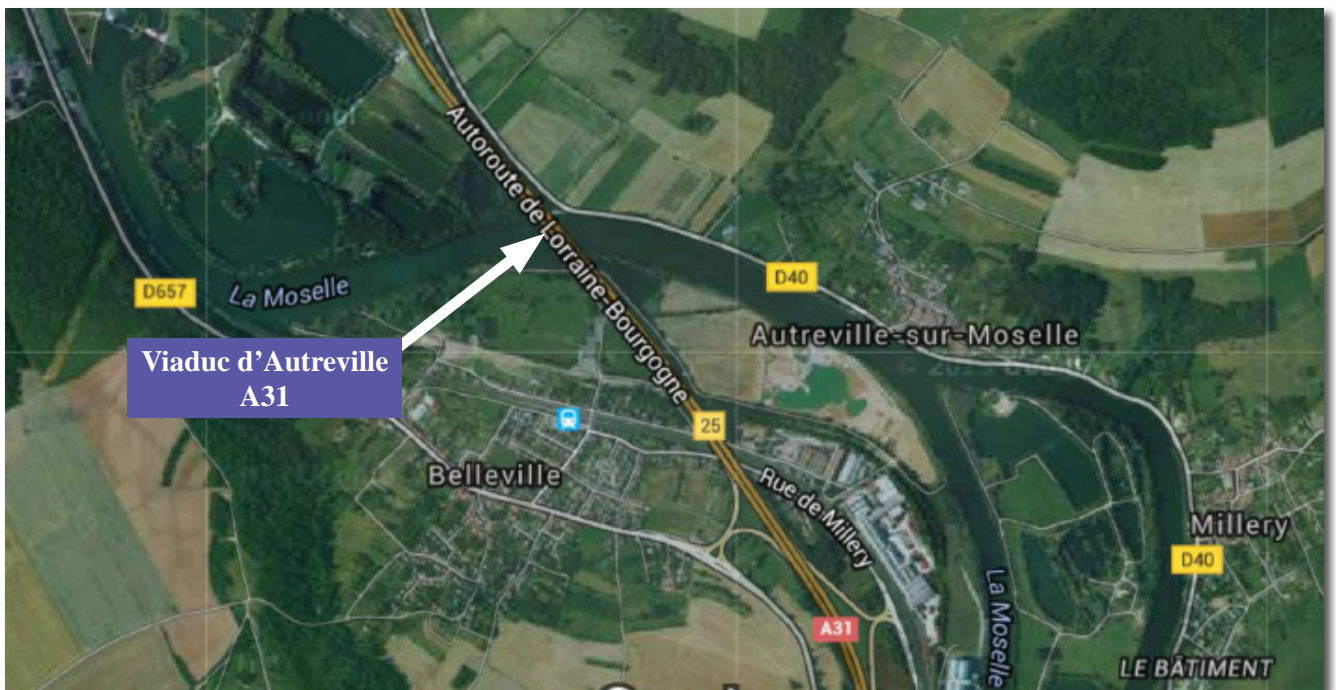 Autoroute de Lorraine-Bourgogne
D657
La Moselle
D40
Viaduc d'Autreville
A31
Autreville-sur-Moselle
25
Belleville
Rue de Millery
Millery
D40
La Moselle
A31
LE BÂTIMENT